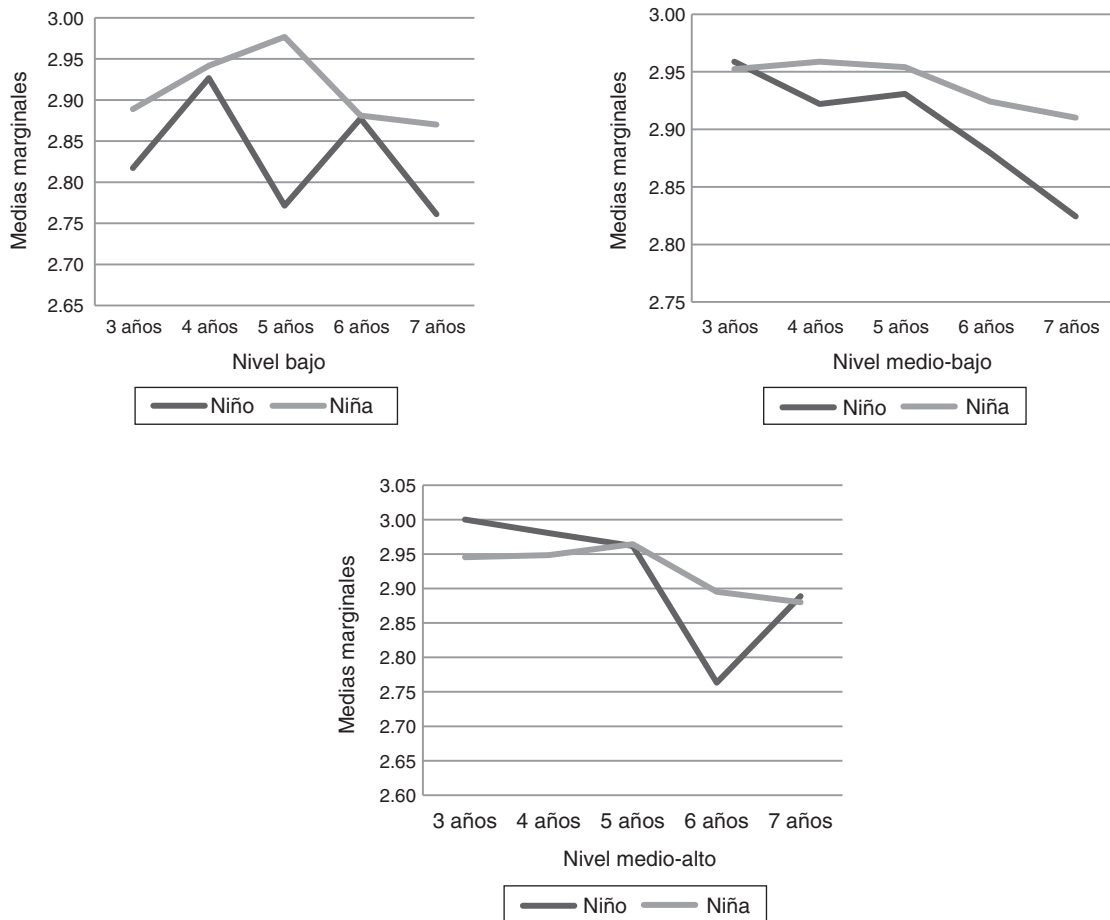 3.00
2.95
2.90
2.85
2.80
2.75
2.70
2.65
Medias marginales
3 años 4 años 5 años 6 años 7 años
Nivel bajo
Niño Niña
3.00
2.95
2.90
2.85
2.80
2.75
Medias marginales
3 años 4 años 5 años 6 años 7 años
Nivel medio-bajo
Niño Niña
3.05
3.00
2.95
2.90
2.85
2.80
2.75
2.70
2.65
2.60
Medias marginales
3 años 4 años 5 años 6 años 7 años
Nivel medio-alto
Niño Niña